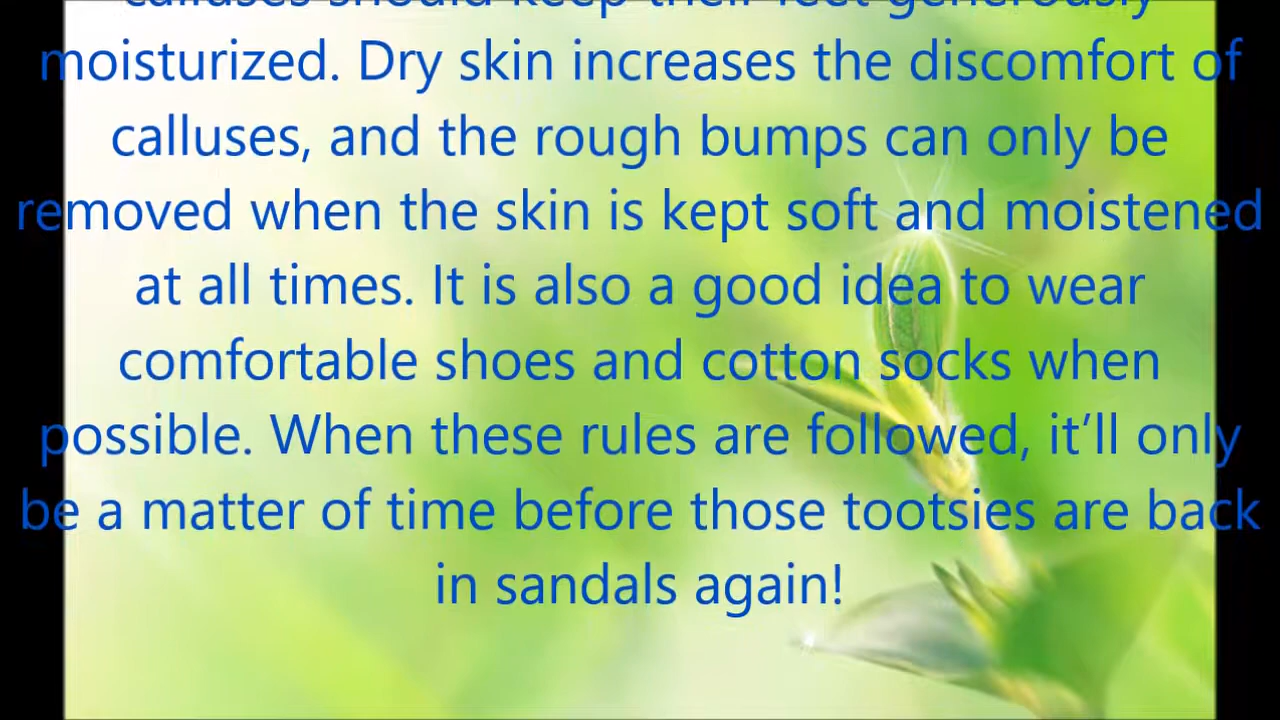 calluses should keep their feet generously
moisturized. Dry skin increases the discomfort of
calluses, and the rough bumps can only be
removed when the skin is kept soft and moistened
at all times. It is also a good idea to wear
comfortable shoes and cotton socks when
possible. When these rules are followed, it’ll only
be a matter of time before those tootsies are back
in sandals again!